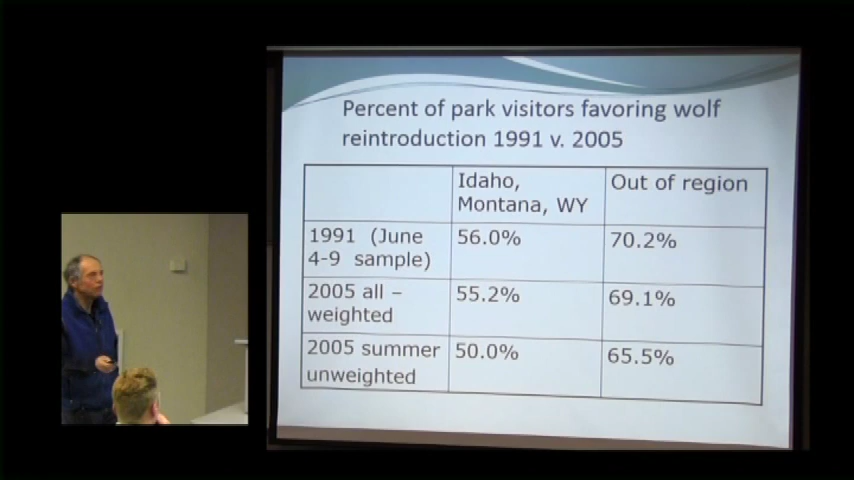 Percent of park visitors favoring wolf
reintroduction 1991 v. 2005
Idaho,
Montana, WY
Out of region
1991 (June
4-9 sample)
56.0%
70.2%
2005 all –
weighted
55.2%
69.1%
2005 summer
unweighted
50.0%
65.5%